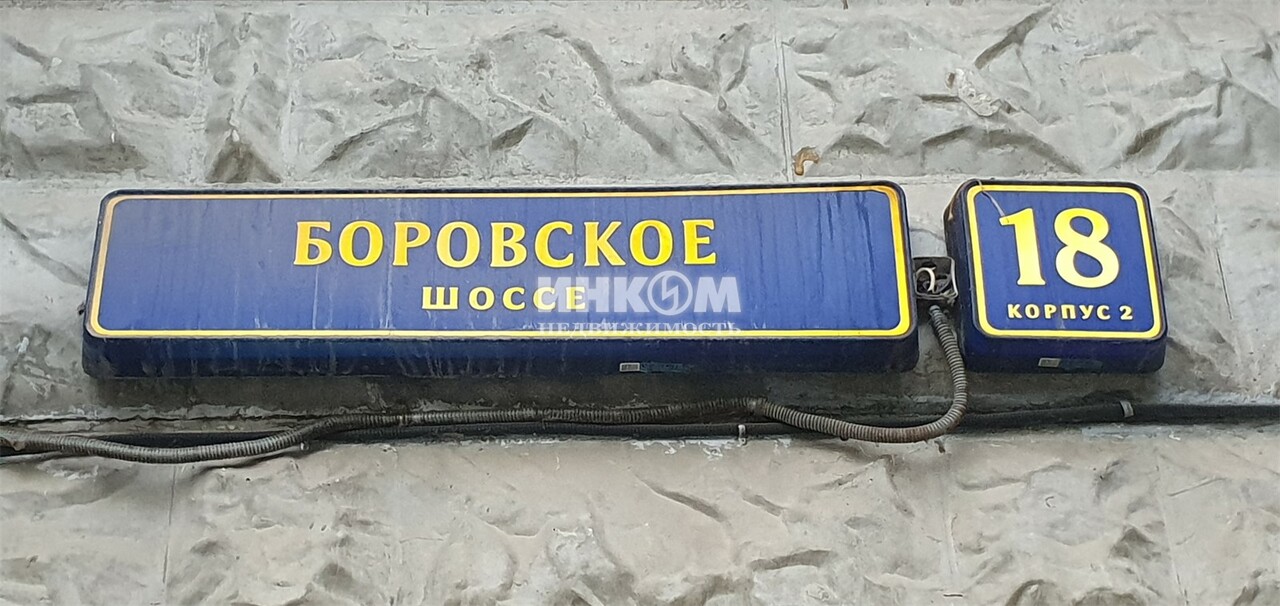 БОРОВСКОЕ
ШОССЕ
18
КОРПУС 2
ИНКОМ
НЕДВИЖИМОСТЬ